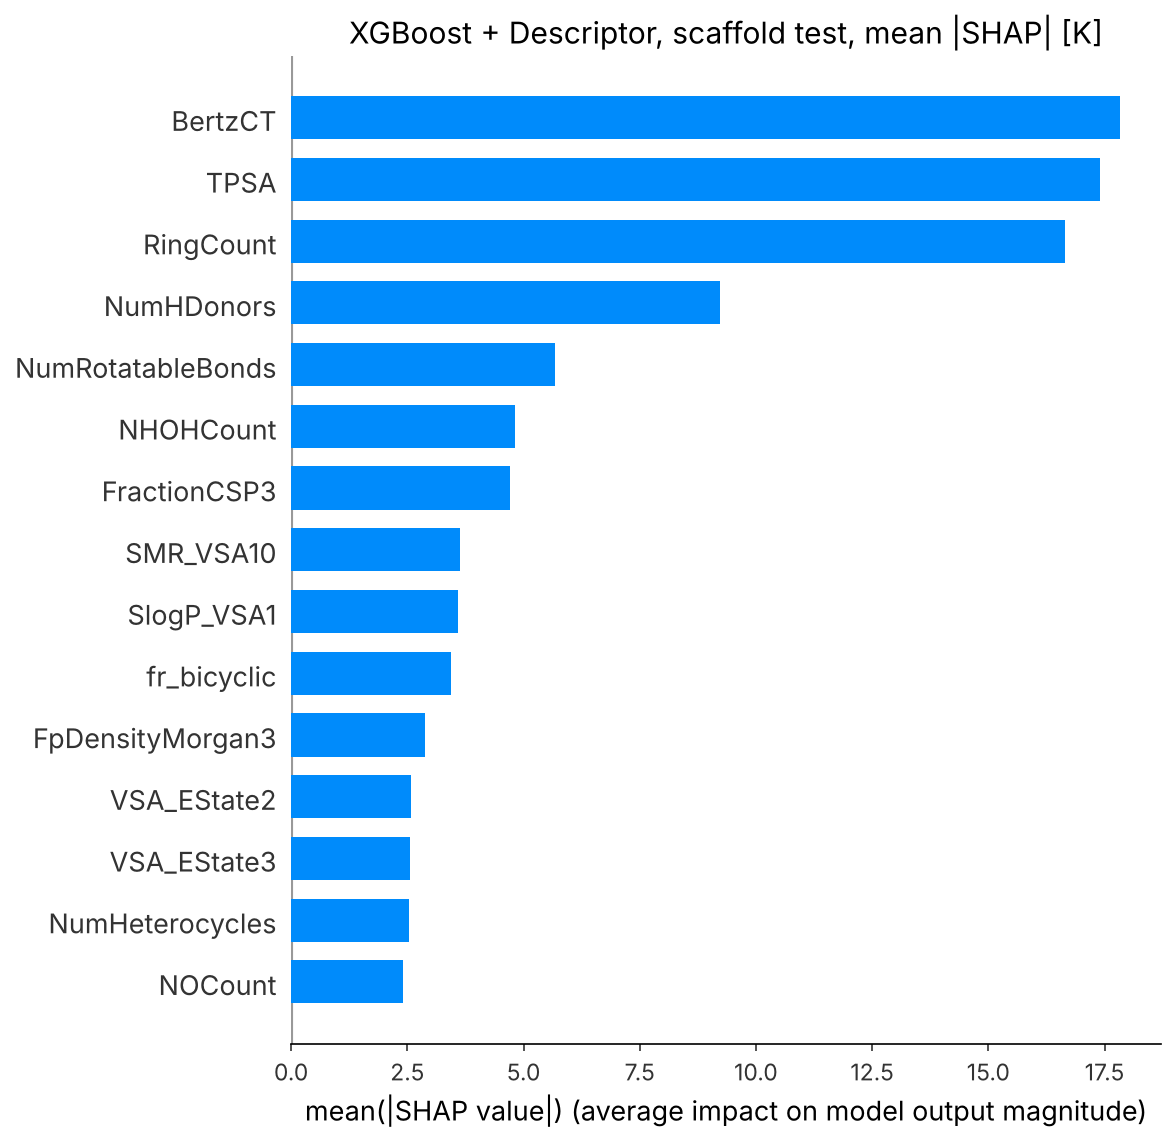 XGBoost + Descriptor, scaffold test, mean |SHAP| [K]
BertzCT
TPSA
RingCount
NumHDonors
NumRotatableBonds
NHOHCount
FractionCSP3
SMR_VSA10
SlogP_VSA1
fr_bicyclic
FpDensityMorgan3
VSA_EState2
VSA_EState3
NumHeterocycles
NOCount
0.0 2.5 5.0 7.5 10.0 12.5 15.0 17.5
mean(|SHAP value|) (average impact on model output magnitude)